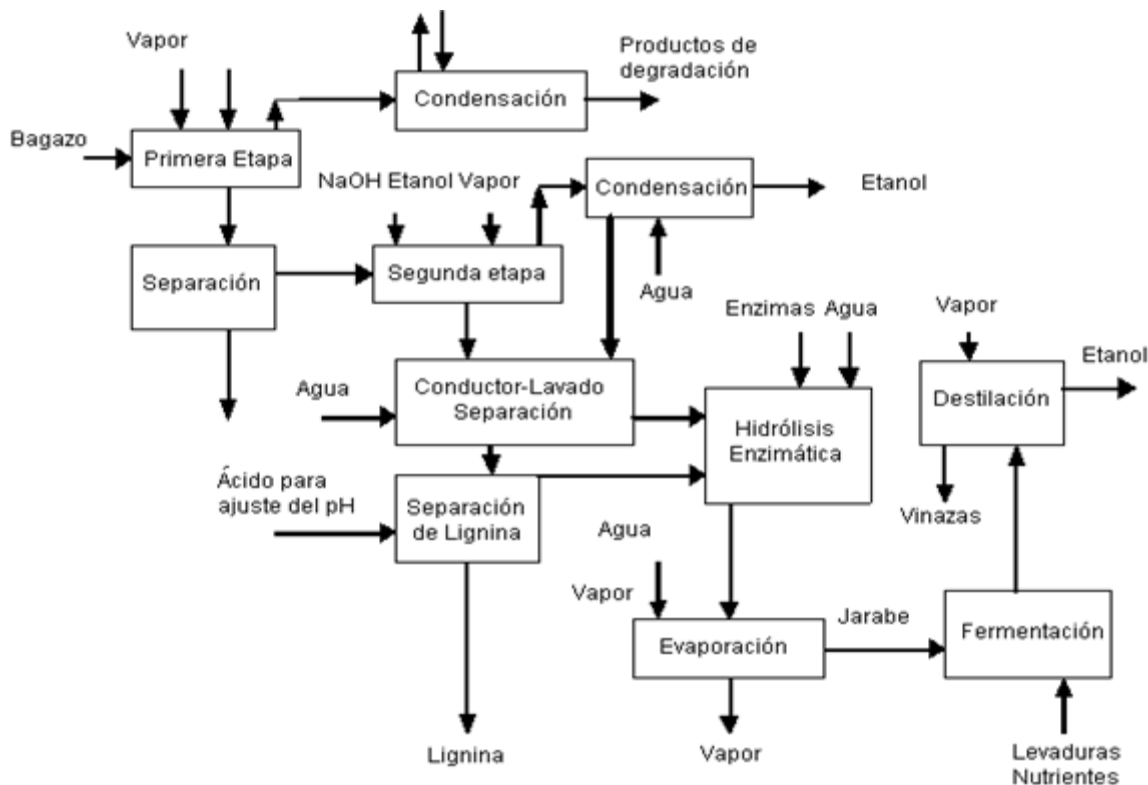 Vapor
Productos de
degradación
Condensación
Bagazo
Primera Etapa
NaOH Etanol Vapor
Condensación
Etanol
Separación
Segunda etapa
Agua
Enzimas Agua
Vapor
Etanol
Agua
Conductor-Lavado
Separación
Destilación
Hidrólisis
Enzimática
Ácido para
ajuste del pH
Separación
de Lignina
Vinazas
Agua
Vapor
Jarabe
Evaporación
Fermentación
Lignina
Vapor
Levaduras
Nutrientes